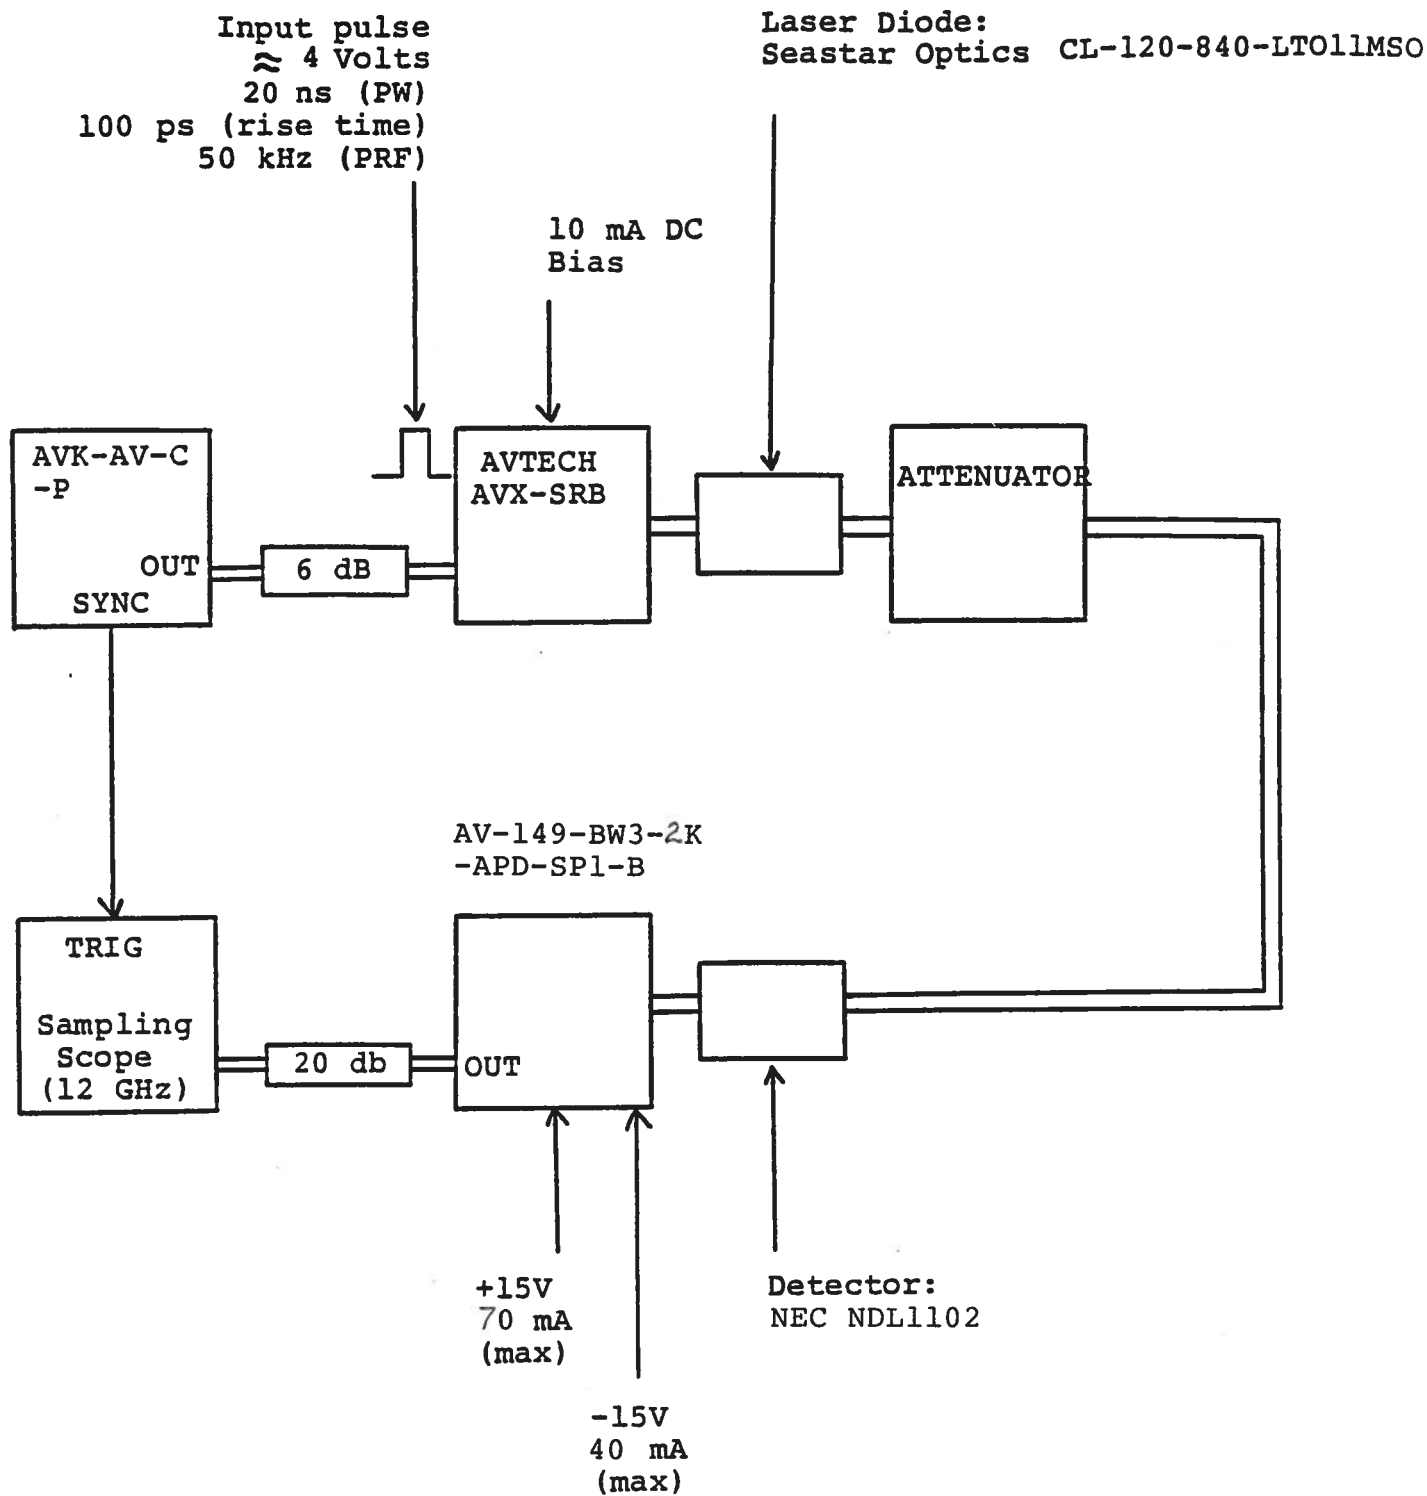 Input pulse
≈ 4 Volts
20 ns (PW)
100 ps (rise time)
50 kHz (PRF)
Laser Diode:
Seastar Optics CL-120-840-LTO11MSO
10 mA DC
Bias
AVK-AV-C
-P
OUT
SYNC
6 dB
AVTECH
AVX-SRB
ATTENUATOR
AV-149-BW3-2K
-APD-SP1-B
TRIG
Sampling
Scope
(12 GHz)
20 db
OUT
+15V
70 mA
(max)
-15V
40 mA
(max)
Detector:
NEC NDL1102